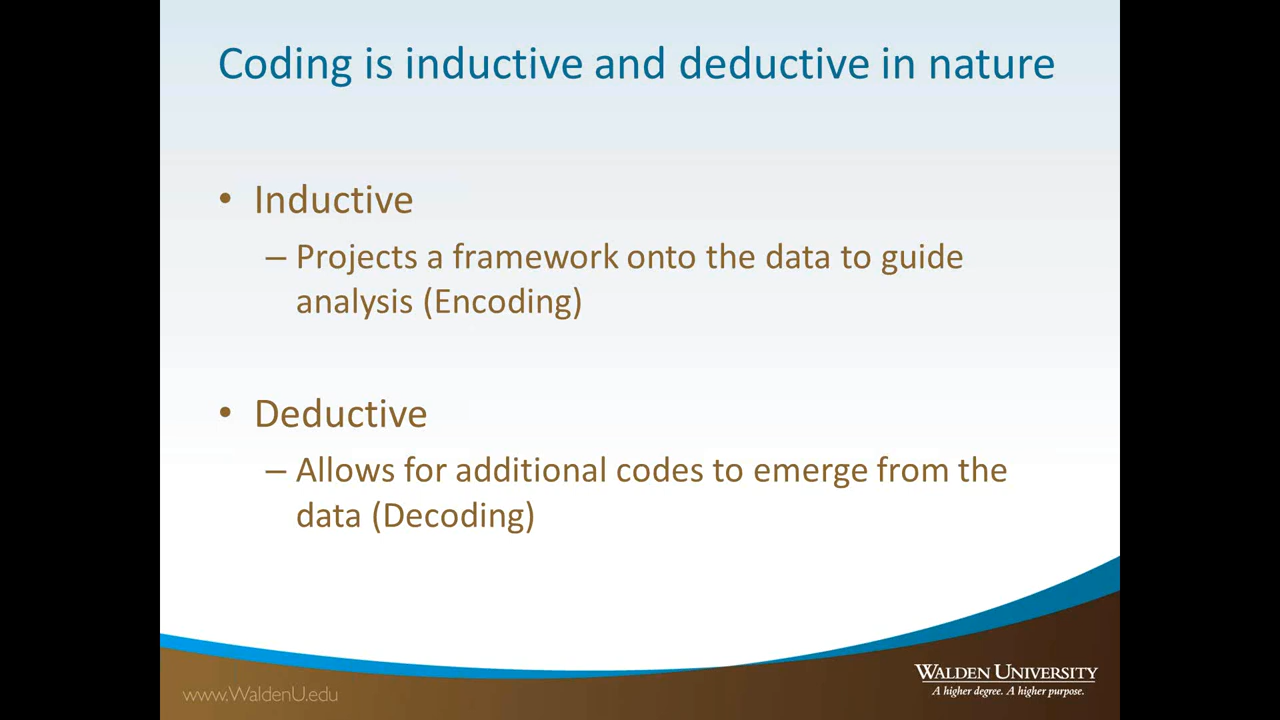 Coding is inductive and deductive in nature
• Inductive
– Projects a framework onto the data to guide
analysis (Encoding)
• Deductive
– Allows for additional codes to emerge from the
data (Decoding)
www.WaldenU.edu
WALDEN UNIVERSITY
A higher degree. A higher purpose.